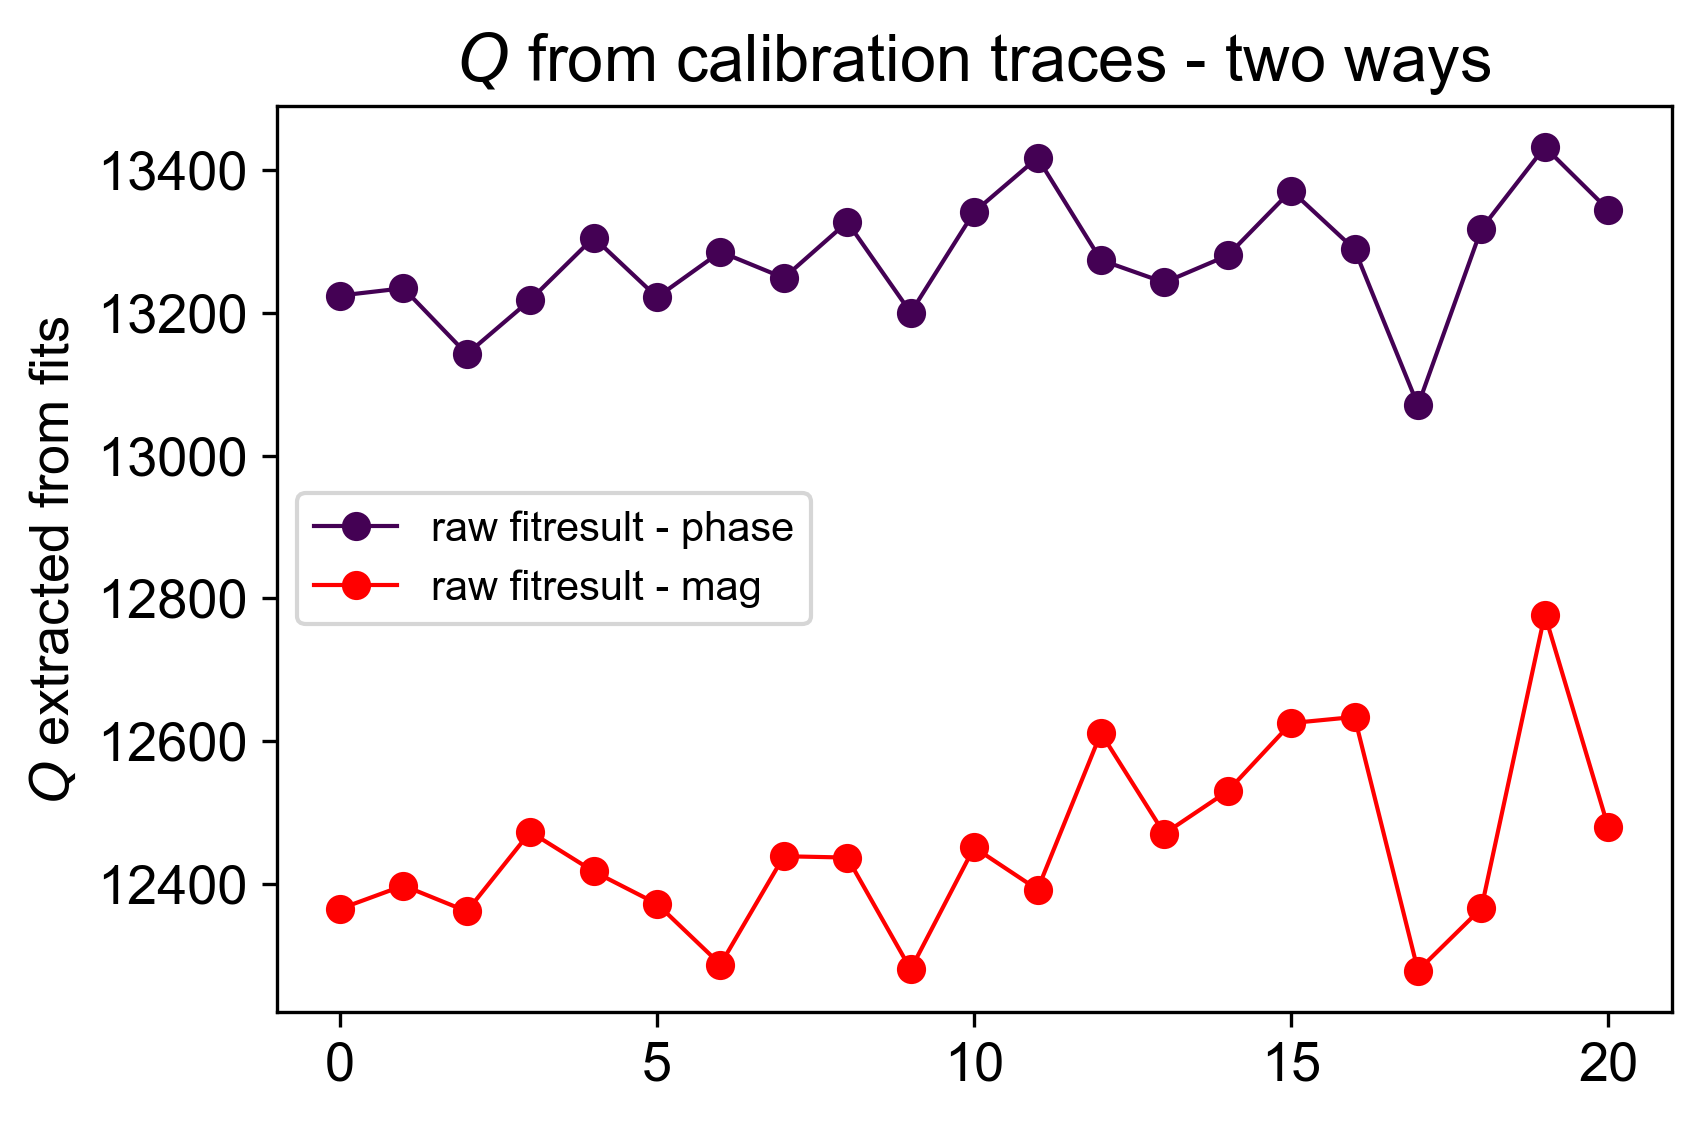 Q from calibration traces - two ways
Q extracted from fits
13400
13200
13000
12800
12600
12400
raw fitresult - phase
raw fitresult - mag
0 5 10 15 20